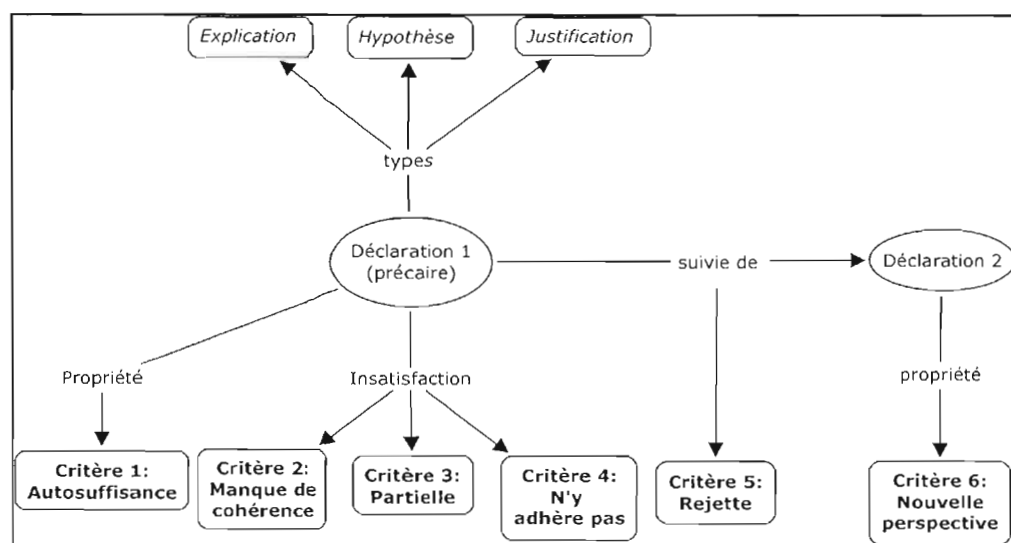 Explication
Hypothèse
Justification
types
Déclaration 1
(précaire)
suivie de
Déclaration 2
Propriété
Insatisfaction
propriété
Critère 1:
Autosuffisance
Critère 2:
Manque de
cohérence
Critère 3:
Partielle
Critère 4:
N'y
adhère pas
Critère 5:
Rejette
Critère 6:
Nouvelle
perspective